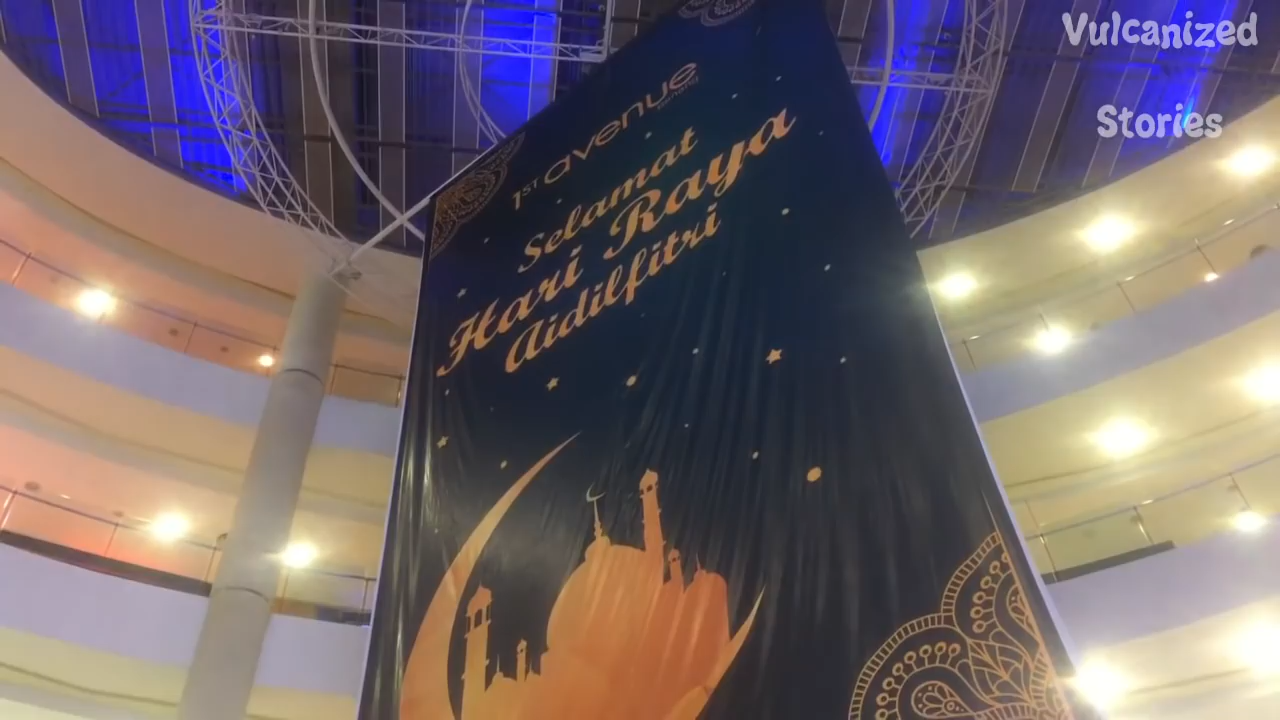 Vulcanized
Stories
1ST avenue
Selamat
Hari Raya
Aidilfitri